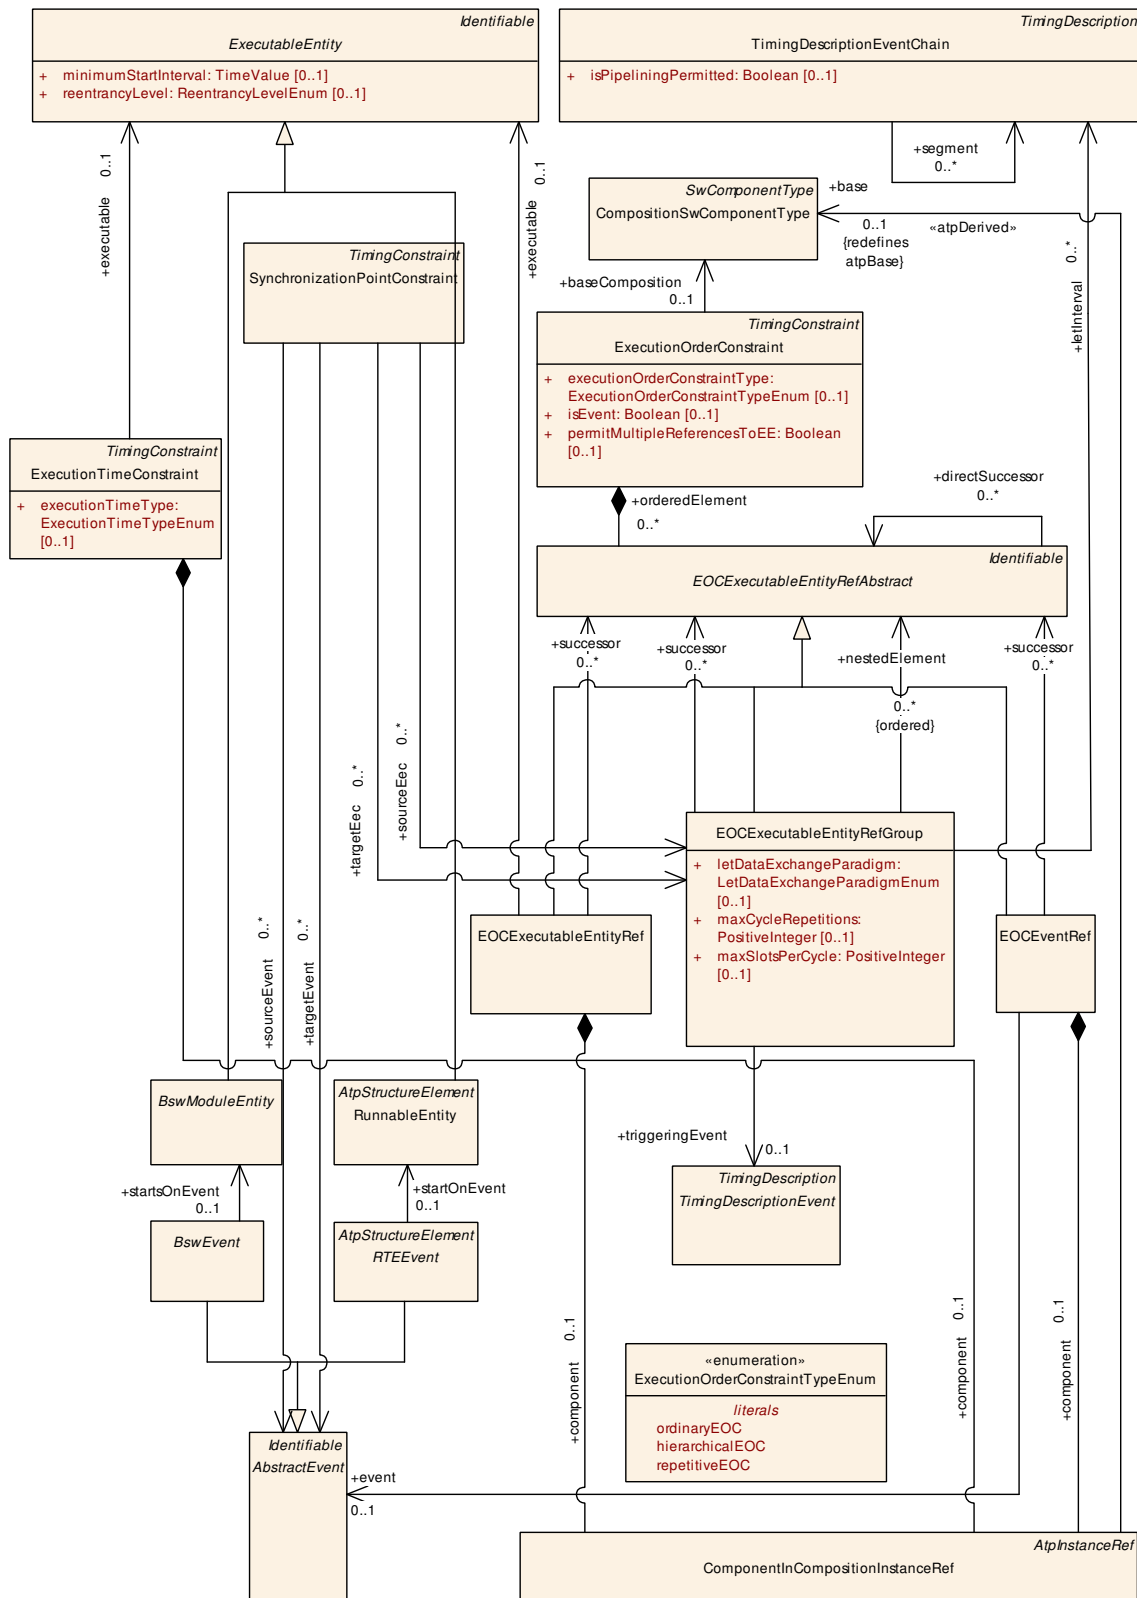 Identifiable
ExecutableEntity
+ minimumStartInterval: TimeValue [0..1]
+ reentrancyLevel: ReentrancyLevelEnum [0..1]
TimingDescription
TimingDescriptionEventChain
+ isPipeliningPermitted: Boolean [0..1]
+executable 0..1
+executable 0..1
+segment
0..*
SwComponentType
CompositionSwComponentType
+base
0..1
{redefines
atpBase}
«atpDerived»
+letInterval 0..*
TimingConstraint
SynchronizationPointConstraint
+baseComposition
0..1
TimingConstraint
ExecutionOrderConstraint
+ executionOrderConstraintType:
ExecutionOrderConstraintTypeEnum [0..1]
+ isEvent: Boolean [0..1]
+ permitMultipleReferencesToEE: Boolean
[0..1]
TimingConstraint
ExecutionTimeConstraint
+ executionTimeType:
ExecutionTimeTypeEnum
[0..1]
+orderedElement
0..*
+directSuccessor
0..*
Identifiable
EOCExecutableEntityRefAbstract
+successor
0..*
+successor
0..*
+nestedElement
0..*
{ordered}
+successor
0..*
+targetEec 0..*
+sourceEec 0..*
EOCExecutableEntityRefGroup
+ letDataExchangeParadigm:
LetDataExchangeParadigmEnum
[0..1]
+ maxCycleRepetitions:
PositiveInteger [0..1]
+ maxSlotsPerCycle: PositiveInteger
[0..1]
EOCExecutableEntityRef
EOCEventRef
+sourceEvent 0..*
+targetEvent 0..*
BswModuleEntity
AtpStructureElement
RunnableEntity
+triggeringEvent
0..1
TimingDescription
TimingDescriptionEvent
+startsOnEvent
0..1
+startOnEvent
0..1
BswEvent
AtpStructureElement
RTEEvent
+component 0..1
+component 0..1
+component 0..1
«enumeration»
ExecutionOrderConstraintTypeEnum
literals
ordinaryEOC
hierarchicalEOC
repetitiveEOC
Identifiable
AbstractEvent
+event
0..1
AtpInstanceRef
ComponentInCompositionInstanceRef